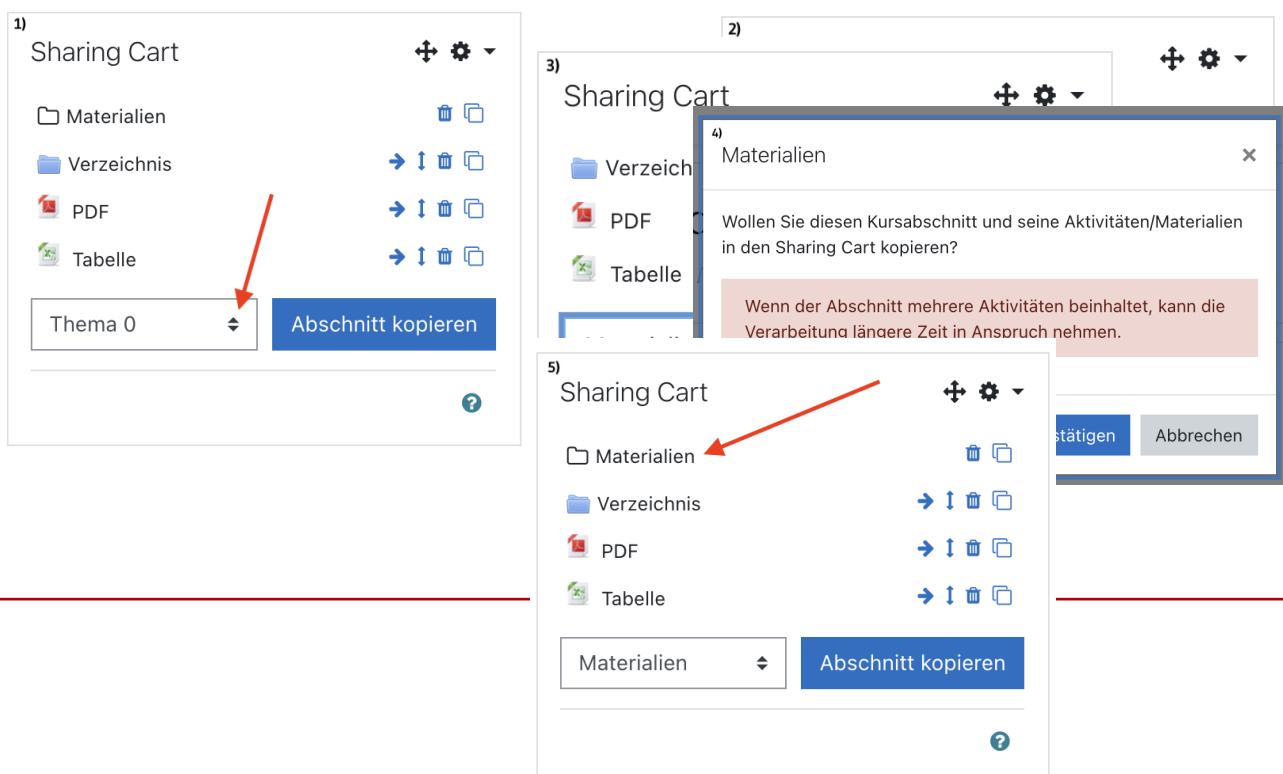 1)
Sharing Cart
Materialien
Verzeichnis
PDF
Tabelle
Thema 0
Abschnitt kopieren
?
2)
3)
Sharing Cart
Verzeich
PDF
Tabelle
4)
Materialien
Wollen Sie diesen Kursabschnitt und seine Aktivitäten/Materialien
in den Sharing Cart kopieren?
Wenn der Abschnitt mehrere Aktivitäten beinhaltet, kann die
Verarbeitung längere Zeit in Anspruch nehmen.
stätigen
Abbrechen
5)
Sharing Cart
Materialien
Verzeichnis
PDF
Tabelle
Materialien
Abschnitt kopieren
?